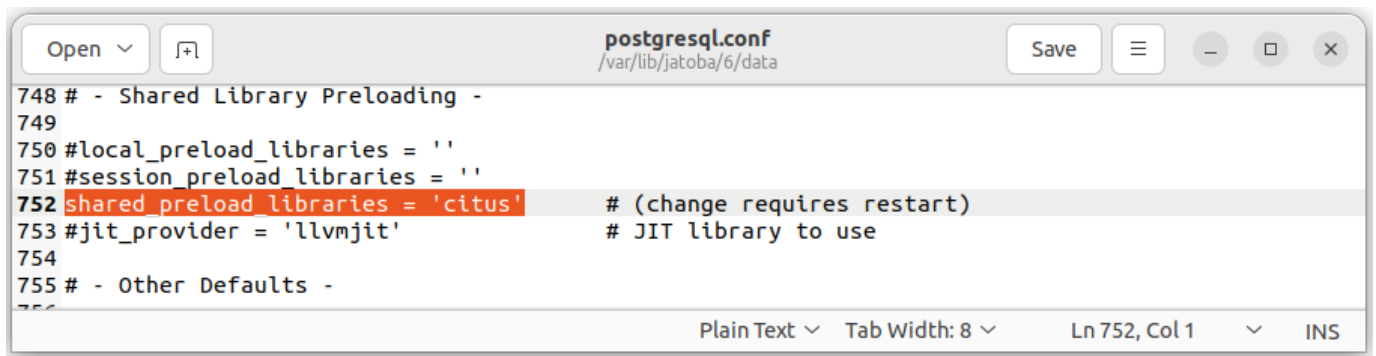 Open
postgresql.conf
/var/lib/jatoba/6/data
Save
748 # - Shared Library Preloading -
749
750 #local_preload_libraries = ''
751 #session_preload_libraries = ''
752 shared_preload_libraries = 'citus' # (change requires restart)
753 #jit_provider = 'llvmjit' # JIT library to use
754
755 # - Other Defaults -
Plain Text Tab Width: 8 Ln 752, Col 1 INS